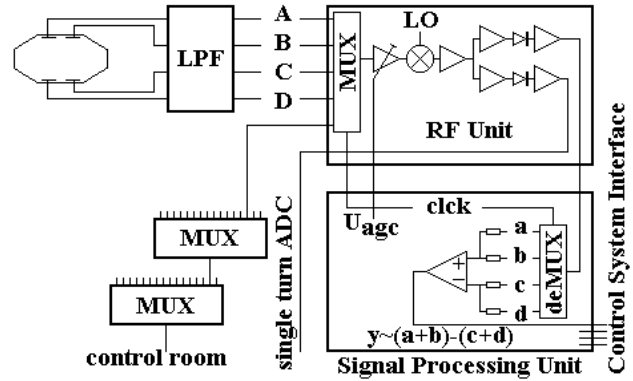 A
B
C
D
LPF
MUX
LO
RF Unit
MUX
MUX
control room
single turn ADC
clck
Uagc
a
b
c
d
deMUX
+
−
y~(a+b)-(c+d)
Signal Processing Unit
Control System Interface